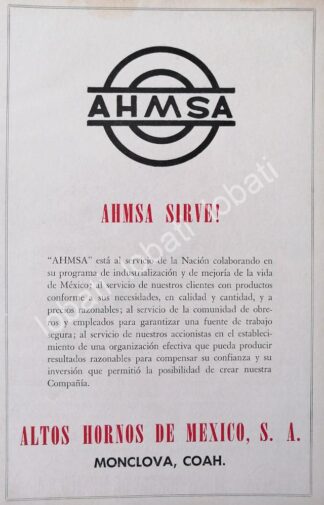 AHMSA
AHMSA SIRVE!
"AHMSA" está al servicio de la Nación colaborando en
su programa de industrialización y de mejoría de la vida
de México; al servicio de nuestros clientes con productos
conforme a sus necesidades, en calidad y cantidad, y a
precios razonables; al servicio de la comunidad de obre-
ros y empleados para garantizar una fuente de trabajo
segura; al servicio de nuestros accionistas en el estableci-
miento de una organización efectiva que pueda producir
resultados razonables para compensar su confianza y su
inversión que permitió la posibilidad de crear nuestra
Compañía.
ALTOS HORNOS DE MEXICO, S. A.
MONCLOVA, COAH.